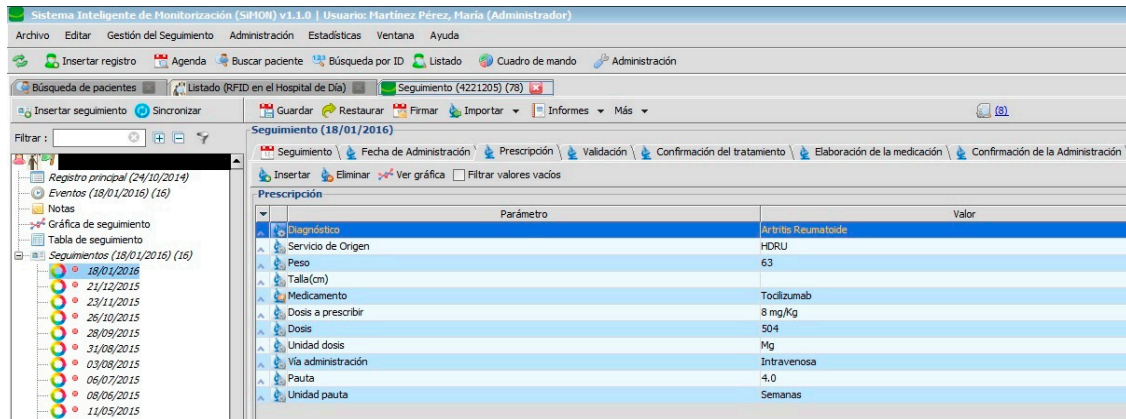 Sistema Inteligente de Monitorización (SiMON) v1.1.0 | Usuario: Martínez Pérez, María (Administrador)
Archivo Editar Gestión del Seguimiento Administración Estadísticas Ventana Ayuda
Insertar registro Agenda Buscar paciente Búsqueda por ID Listado Cuadro de mando Administración
Búsqueda de pacientes Listado (RFID en el Hospital de Día) Seguimiento (4221205) (78)
Insertar seguimiento Sincronizar Guardar Restaurar Firmar Importar Informes Más (8)
Filtrar :
Seguimiento (18/01/2016)
Seguimiento Fecha de Administración Prescripción Validación Confirmación del tratamiento Elaboración de la medicación Confirmación de la Administración
Insertar Eliminar Ver gráfica Filtrar valores vacíos
Registro principal (24/10/2014)
Eventos (18/01/2016) (16)
Notas
Gráfica de seguimiento
Tabla de seguimiento
Seguimientos (18/01/2016) (16)
18/01/2016
21/12/2015
23/11/2015
26/10/2015
28/09/2015
31/08/2015
03/08/2015
06/07/2015
08/06/2015
11/05/2015
Prescripción
Parámetro Valor
Diagnóstico Artritis Reumatoide
Servicio de Origen HDRU
Peso 63
Talla(cm)
Medicamento Tocilizumab
Dosis a prescribir 8 mg/Kg
Dosis 504
Unidad dosis Mg
Vía administración Intravenosa
Pauta 4.0
Unidad pauta Semanas